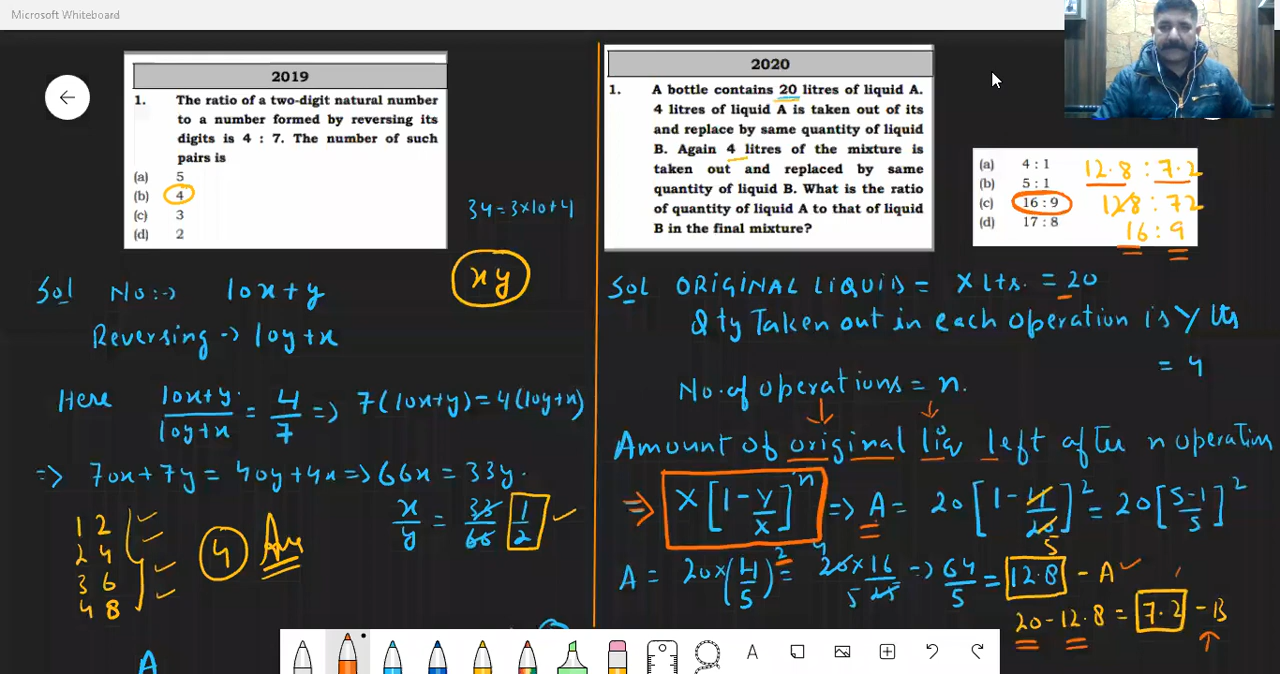 Microsoft Whiteboard
2019
1. The ratio of a two-digit natural number
to a number formed by reversing its
digits is 4 : 7. The number of such
pairs is
(a) 5
(b) 4
(c) 3
(d) 2
34 = 3×10+4
xy
Sol No:→ 10x+y
Reversing → 10y+x
Here 10x+y/10y+x = 4/7 => 7(10x+y) = 4(10y+x)
=> 70x+7y = 40y+4x => 66x = 33y.
x/y = 33/66 1/2
1 2
2 4
3 6
4 8
4 Ans
A
2020
1. A bottle contains 20 litres of liquid A.
4 litres of liquid A is taken out of its
and replace by same quantity of liquid
B. Again 4 litres of the mixture is
taken out and replaced by same
quantity of liquid B. What is the ratio
of quantity of liquid A to that of liquid
B in the final mixture?
(a) 4 : 1
(b) 5 : 1
(c) 16 : 9
(d) 17 : 8
12.8 : 7.2
128 : 72
16 : 9
Sol ORIGINAL LIQUID = X Lts. = 20
Qty Taken out in each operation is Y Lts
= 4
No. of operations = n.
Amount of original liq left after n operation
=> X[1-Y/X]^n => A = 20[1-4/20]^2 = 20[5-1/5]^2
5
A = 20×(4/5)^2 = 20×16/25 => 64/5 = 12.8 - A
4
5
20-12.8 = 7.2 - B
A